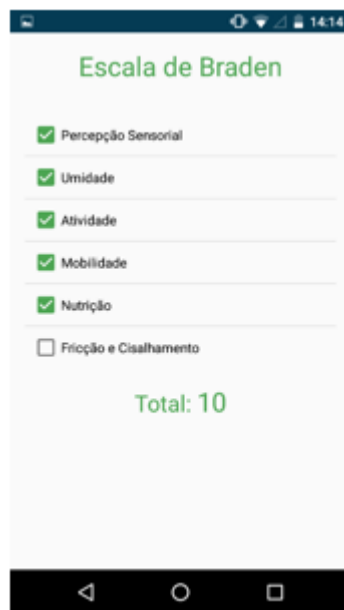 14:14
Escala de Braden
Percepção Sensorial
Umidade
Atividade
Mobilidade
Nutrição
Fricção e Cisalhamento
Total: 10